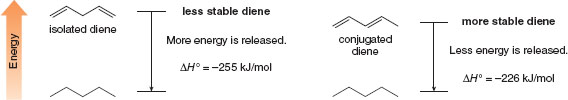 Energy
isolated diene
less stable diene
More energy is released.
ΔH° = –255 kJ/mol
conjugated
diene
more stable diene
Less energy is released.
ΔH° = –226 kJ/mol